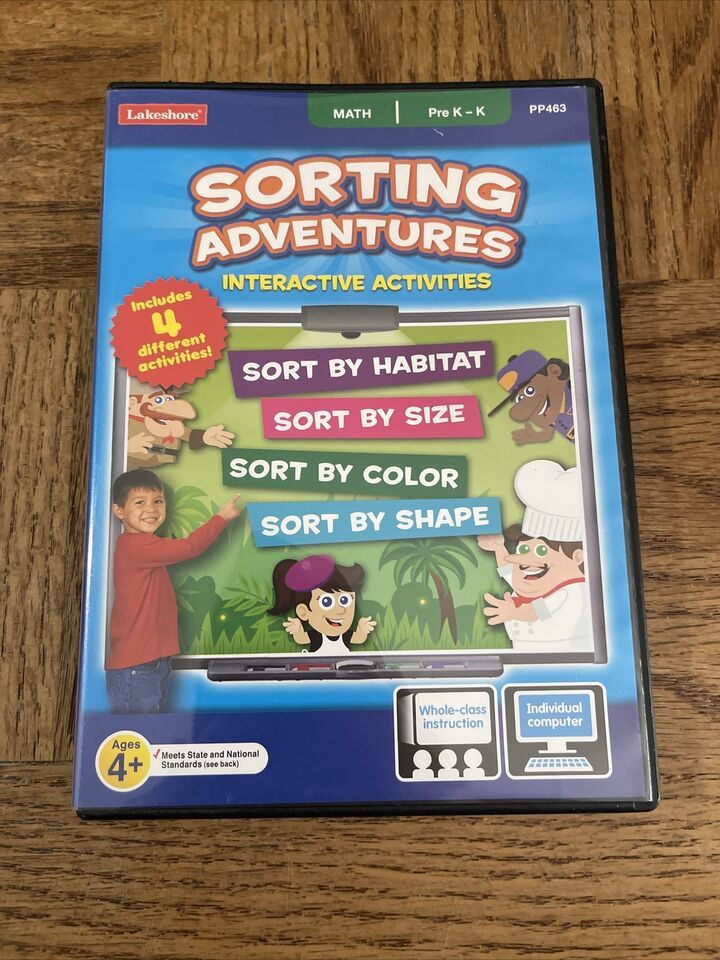 Lakeshore®
MATH | Pre K – K
PP463
SORTING
ADVENTURES
INTERACTIVE ACTIVITIES
Includes
4
different
activities!
SORT BY HABITAT
SORT BY SIZE
SORT BY COLOR
SORT BY SHAPE
Ages
4+
Meets State and National
Standards (see back)
Whole-class
instruction
Individual
computer